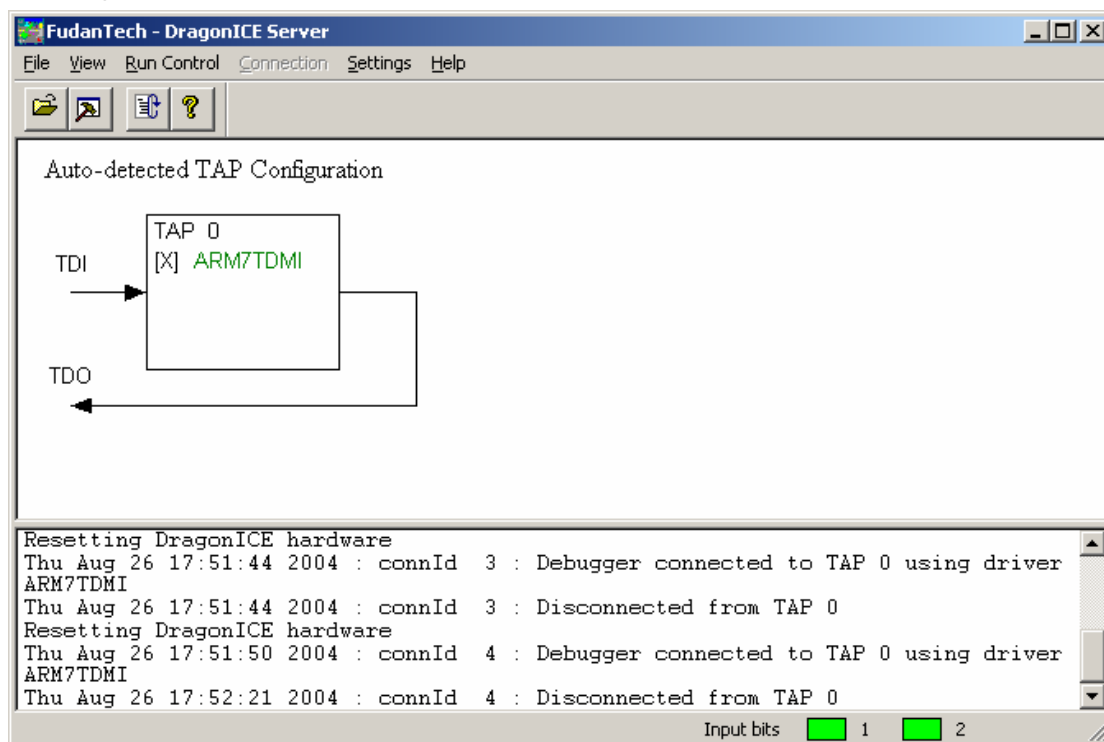 FudanTech - DragonICE Server
File View Run Control Connection Settings Help
Auto-detected TAP Configuration
TAP 0
TDI
[X] ARM7TDMI
TDO
Resetting DragonICE hardware
Thu Aug 26 17:51:44 2004 : connId 3 : Debugger connected to TAP 0 using driver
ARM7TDMI
Thu Aug 26 17:51:44 2004 : connId 3 : Disconnected from TAP 0
Resetting DragonICE hardware
Thu Aug 26 17:51:50 2004 : connId 4 : Debugger connected to TAP 0 using driver
ARM7TDMI
Thu Aug 26 17:52:21 2004 : connId 4 : Disconnected from TAP 0
Input bits 1 2